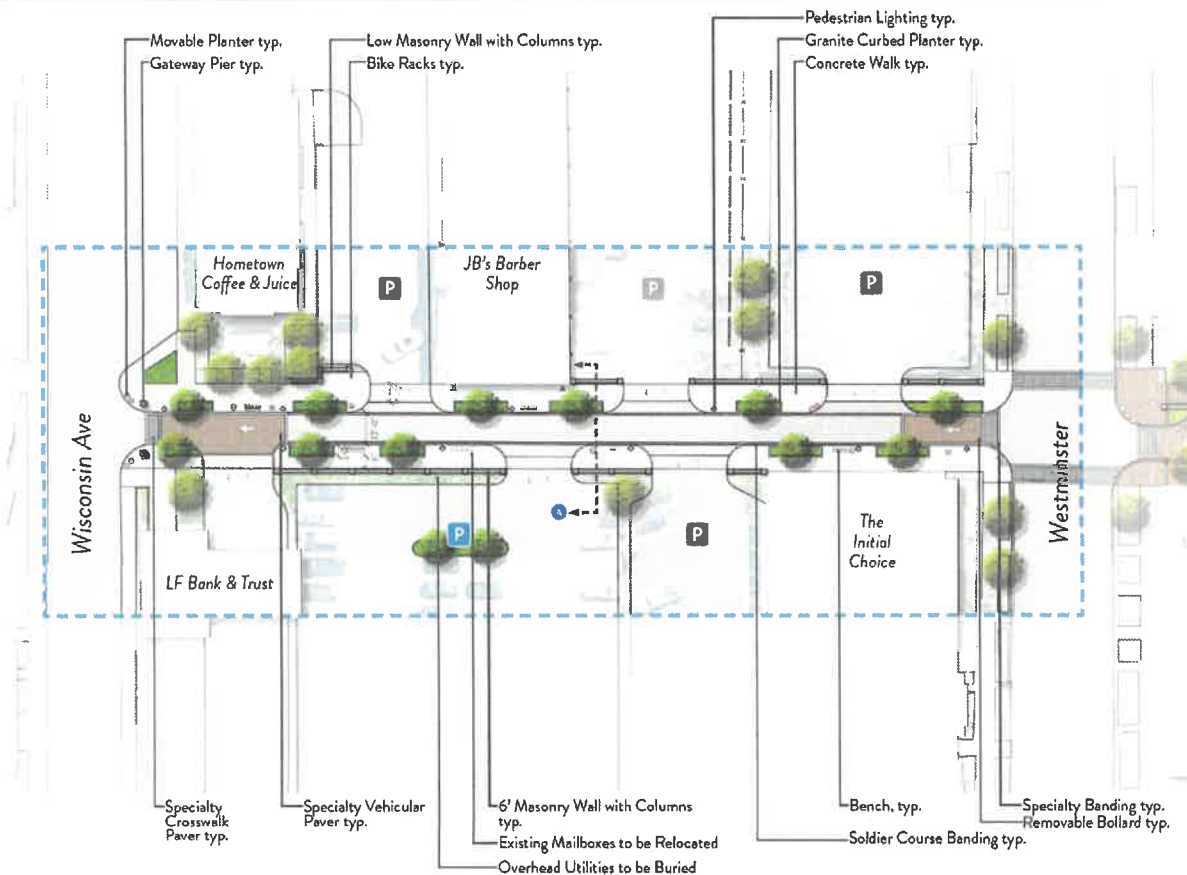 Pedestrian Lighting typ.
Movable Planter typ.
Low Masonry Wall with Columns typ.
Granite Curbed Planter typ.
Gateway Pier typ.
Bike Racks typ.
Concrete Walk typ.
Hometown
Coffee & Juice
P
JB's Barber
Shop
P
P
Wisconsin Ave
Westminster
A
P
P
The
Initial
Choice
LF Bank & Trust
Specialty
Crosswalk
Paver typ.
Specialty Vehicular
Paver typ.
6' Masonry Wall with Columns
typ.
Existing Mailboxes to be Relocated
Overhead Utilities to be Buried
Bench, typ.
Soldier Course Banding typ.
Specialty Banding typ.
Removable Bollard typ.